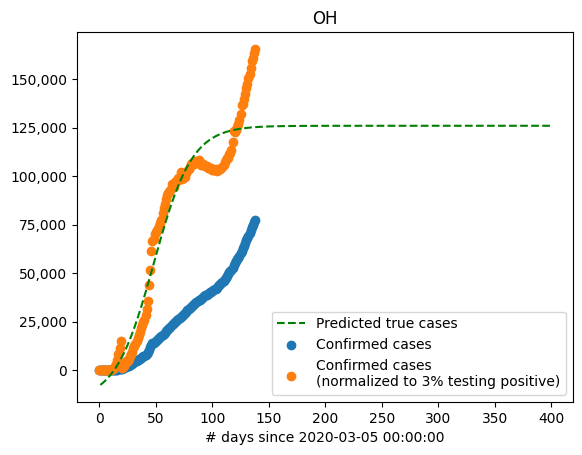 OH
150,000
125,000
100,000
75,000
50,000
25,000
0
Predicted true cases
Confirmed cases
Confirmed cases
(normalized to 3% testing positive)
0 50 100 150 200 250 300 350 400
# days since 2020-03-05 00:00:00